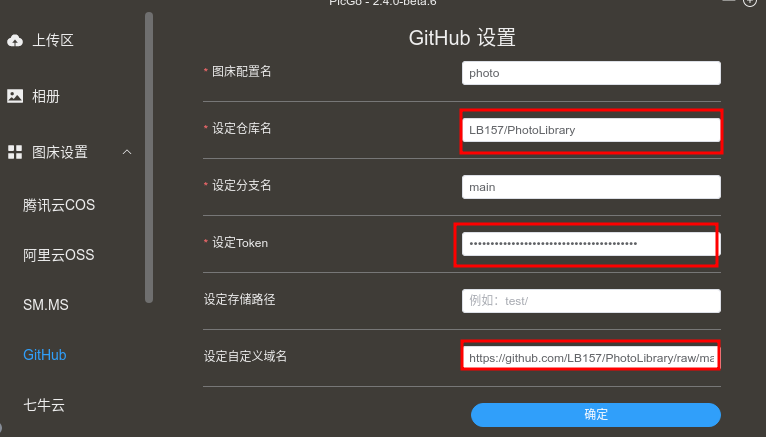 PicGo - 2.4.0-beta.6
上传区
相册
图床设置
腾讯云COS
阿里云OSS
SM.MS
GitHub
七牛云
GitHub 设置
* 图床配置名
photo
* 设定仓库名
LB157/PhotoLibrary
* 设定分支名
main
* 设定Token
••••••••••••••••••••••••••••••••••••••••
设定存储路径
例如：test/
设定自定义域名
https://github.com/LB157/PhotoLibrary/raw/ma
确定